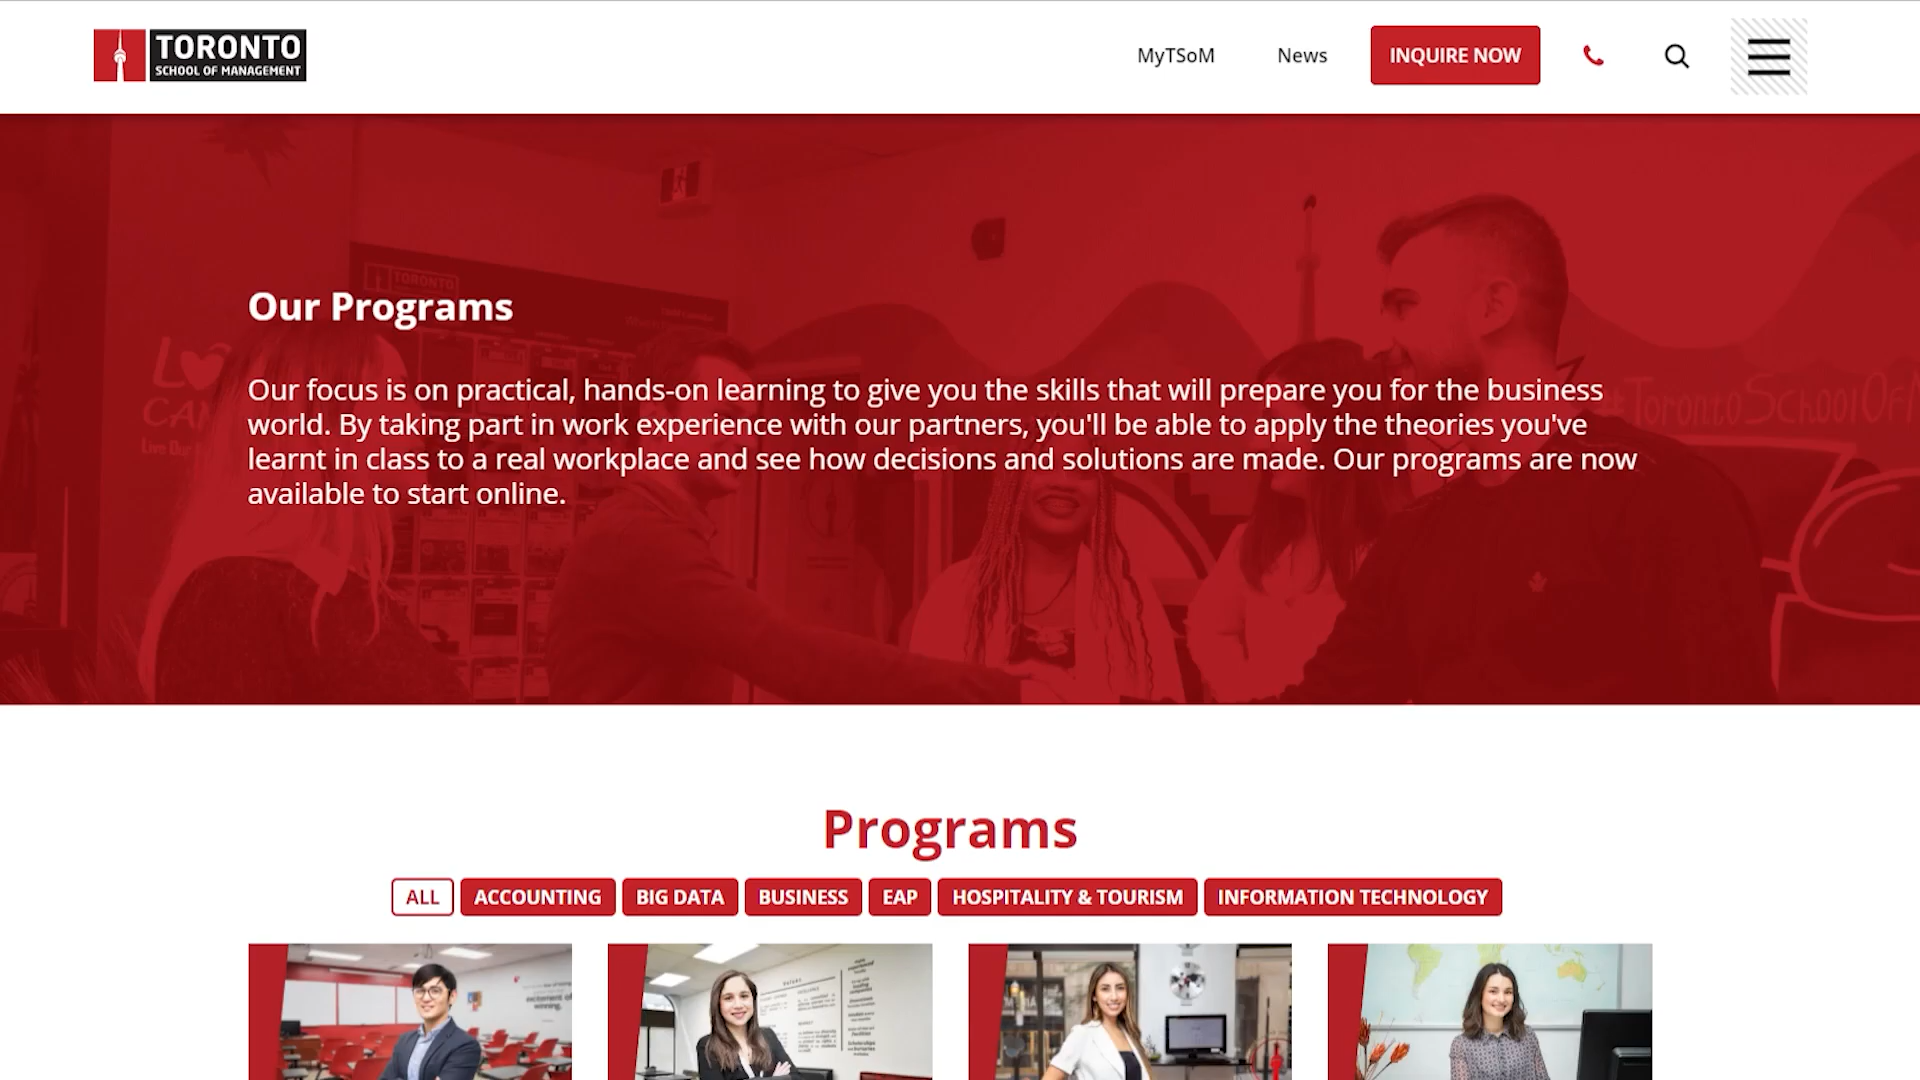 TORONTO
SCHOOL OF MANAGEMENT
MyTSoM
News
INQUIRE NOW
Our Programs
Our focus is on practical, hands-on learning to give you the skills that will prepare you for the business
world. By taking part in work experience with our partners, you'll be able to apply the theories you've
learnt in class to a real workplace and see how decisions and solutions are made. Our programs are now
available to start online.
TORONTO
Programs
ALL
ACCOUNTING
BIG DATA
BUSINESS
EAP
HOSPITALITY & TOURISM
INFORMATION TECHNOLOGY